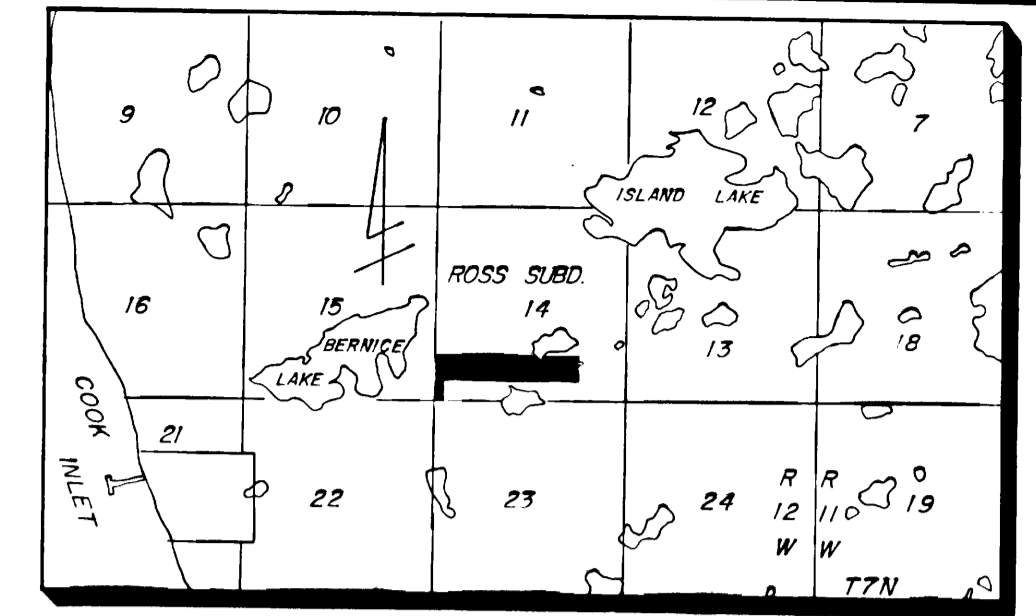 9
10
11
12
7
ISLAND LAKE
ROSS SUBD.
16
15
14
13
18
BERNICE
LAKE
COOK
INLET
21
22
23
24
19
R R
12 11
W W
T7N